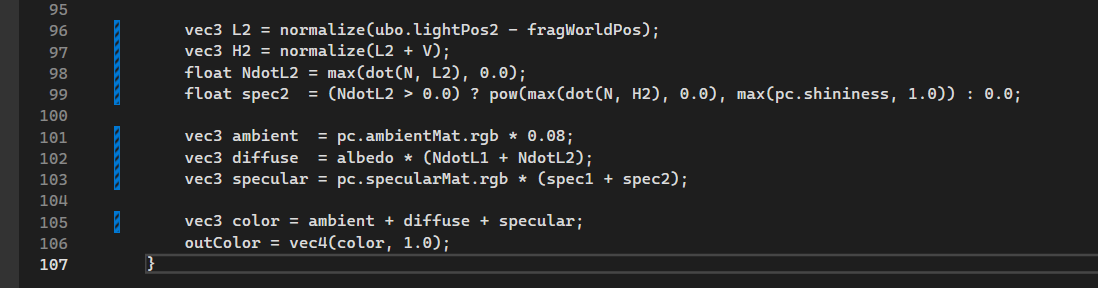 95
96 vec3 L2 = normalize(ubo.lightPos2 - fragWorldPos);
97 vec3 H2 = normalize(L2 + V);
98 float NdotL2 = max(dot(N, L2), 0.0);
99 float spec2  = (NdotL2 > 0.0) ? pow(max(dot(N, H2), 0.0), max(pc.shininess, 1.0)) : 0.0;
100
101 vec3 ambient  = pc.ambientMat.rgb * 0.08;
102 vec3 diffuse  = albedo * (NdotL1 + NdotL2);
103 vec3 specular = pc.specularMat.rgb * (spec1 + spec2);
104
105 vec3 color = ambient + diffuse + specular;
106 outColor = vec4(color, 1.0);
107 }